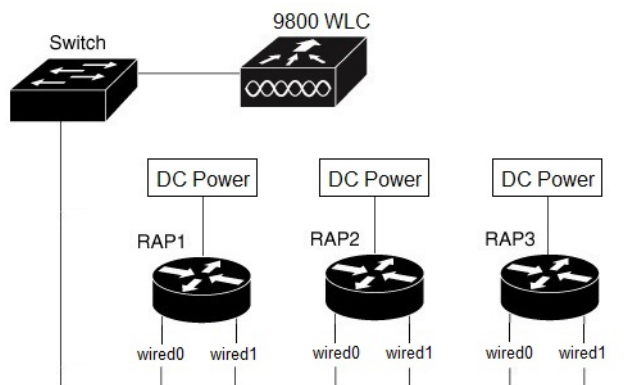 9800 WLC
Switch
DC Power
DC Power
DC Power
RAP1
RAP2
RAP3
wired0
wired1
wired0
wired1
wired0
wired1